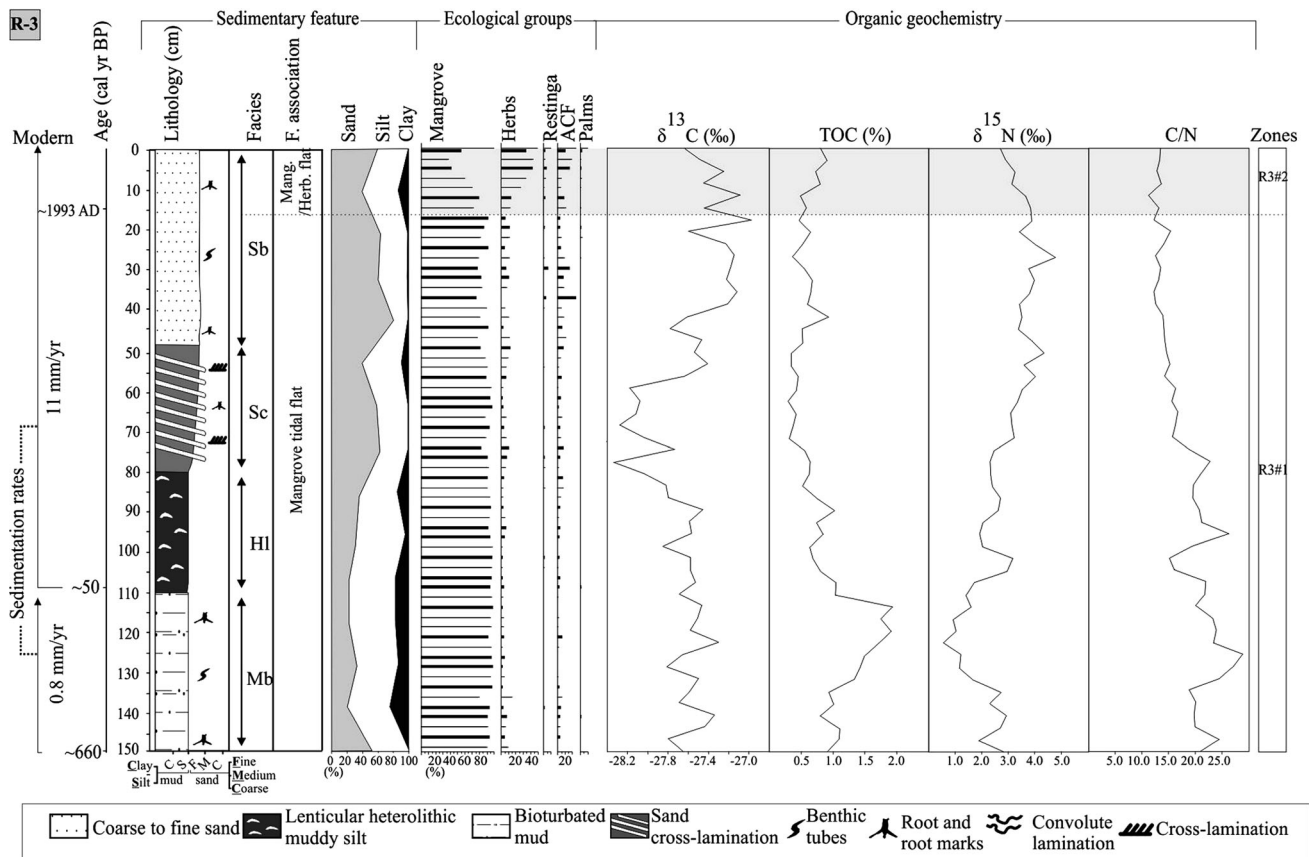 R-3
Sedimentary feature
Ecological groups
Organic geochemistry
Modern
Age (cal yr BP)
Lithology (cm)
Facies
F. association
Sand
Silt
Clay
Mangrove
Herbs
Restinga
ACF
Palms
δ 13 C (‰)
TOC (%)
δ 15 N (‰)
C/N
Zones
0
10
20
30
40
50
60
70
80
90
100
110
120
130
140
150
~1993 AD
~50
~660
Sedimentation rates
11 mm/yr
0.8 mm/yr
Sb
Sc
Hl
Mb
Mang.
/Herb. flat
Mangrove tidal flat
R3#2
R3#1
Clay
Silt
C S F M C
mud
sand
Fine
Medium
Coarse
0 20 40 60 80 100
(%)
20 40 60 80 %
20 %
20
-28.2 -27.8 -27.4 -27.0
0.5 1.0 1.5 2.0
1.0 2.0 3.0 4.0 5.0
5.0 10.0 15.0 20.0 25.0
Coarse to fine sand
Lenticular heterolithic
muddy silt
Bioturbated
mud
Sand
cross-lamination
Benthic
tubes
Root and
root marks
Convolute
lamination
Cross-lamination